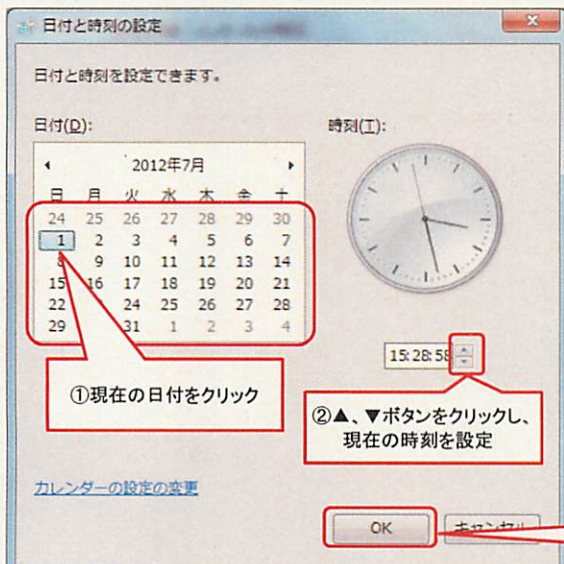 日付と時刻の設定
日付と時刻を設定できます。
日付(D):
時刻(T):
2012年7月
日 月 火 水 木 金 土
24 25 26 27 28 29 30
1 2 3 4 5 6 7
8 9 10 11 12 13 14
15 16 17 18 19 20 21
22 24 25 26 27 28
29 31 1 2 3 4
15:28:58
①現在の日付をクリック
②▲、▼ボタンをクリックし、
現在の時刻を設定
カレンダーの設定の変更
OK
キャンセル